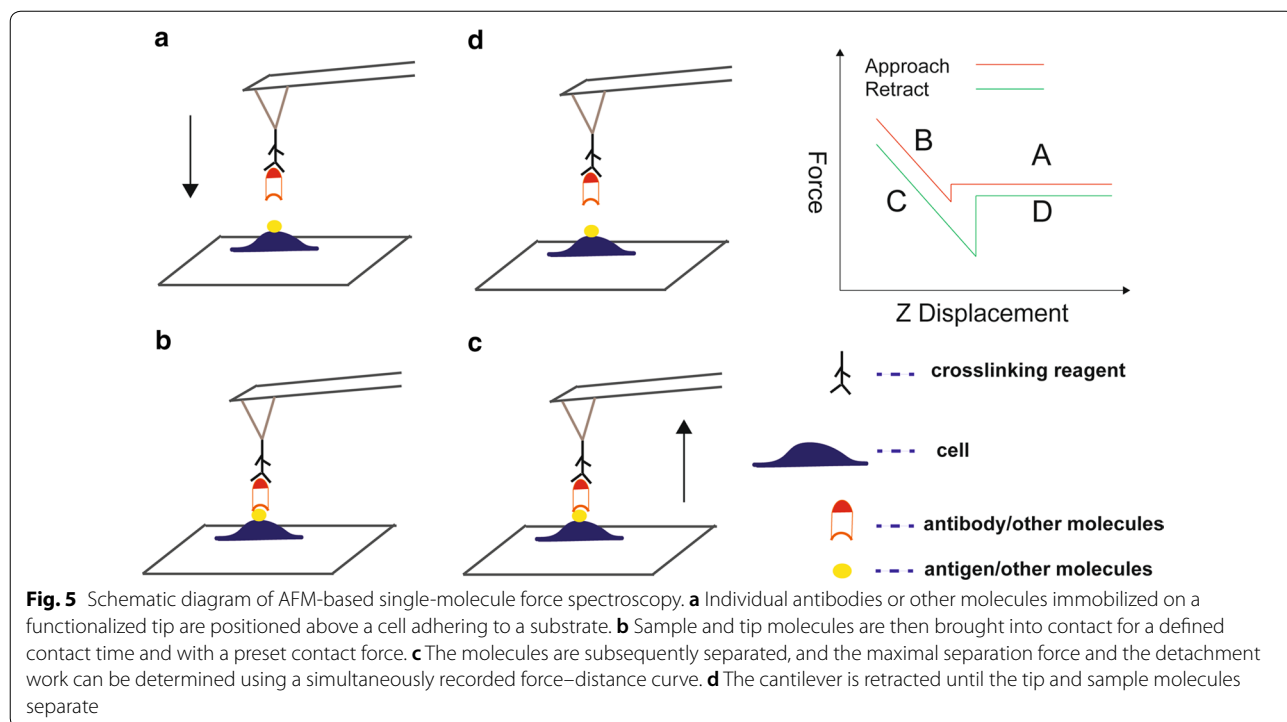 a
d
Approach
Retract
B
A
C
D
Force
Z Displacement
b
c
crosslinking reagent
cell
antibody/other molecules
antigen/other molecules
Fig. 5 Schematic diagram of AFM-based single-molecule force spectroscopy. a Individual antibodies or other molecules immobilized on a
functionalized tip are positioned above a cell adhering to a substrate. b Sample and tip molecules are then brought into contact for a defined
contact time and with a preset contact force. c The molecules are subsequently separated, and the maximal separation force and the detachment
work can be determined using a simultaneously recorded force–distance curve. d The cantilever is retracted until the tip and sample molecules
separate